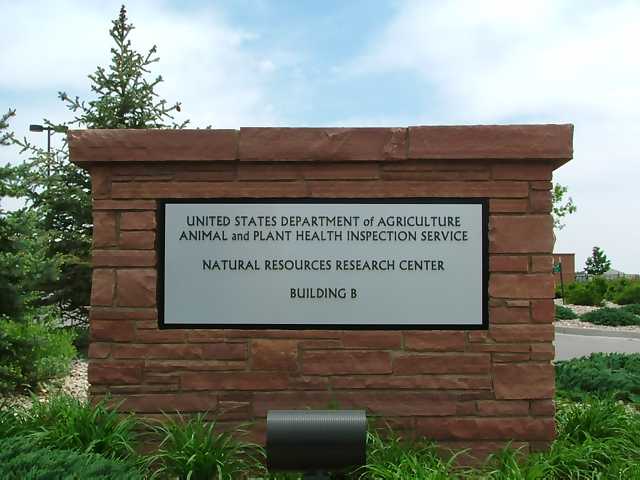 UNITED STATES DEPARTMENT of AGRICULTURE
ANIMAL and PLANT HEALTH INSPECTION SERVICE
NATURAL RESOURCES RESEARCH CENTER
BUILDING B